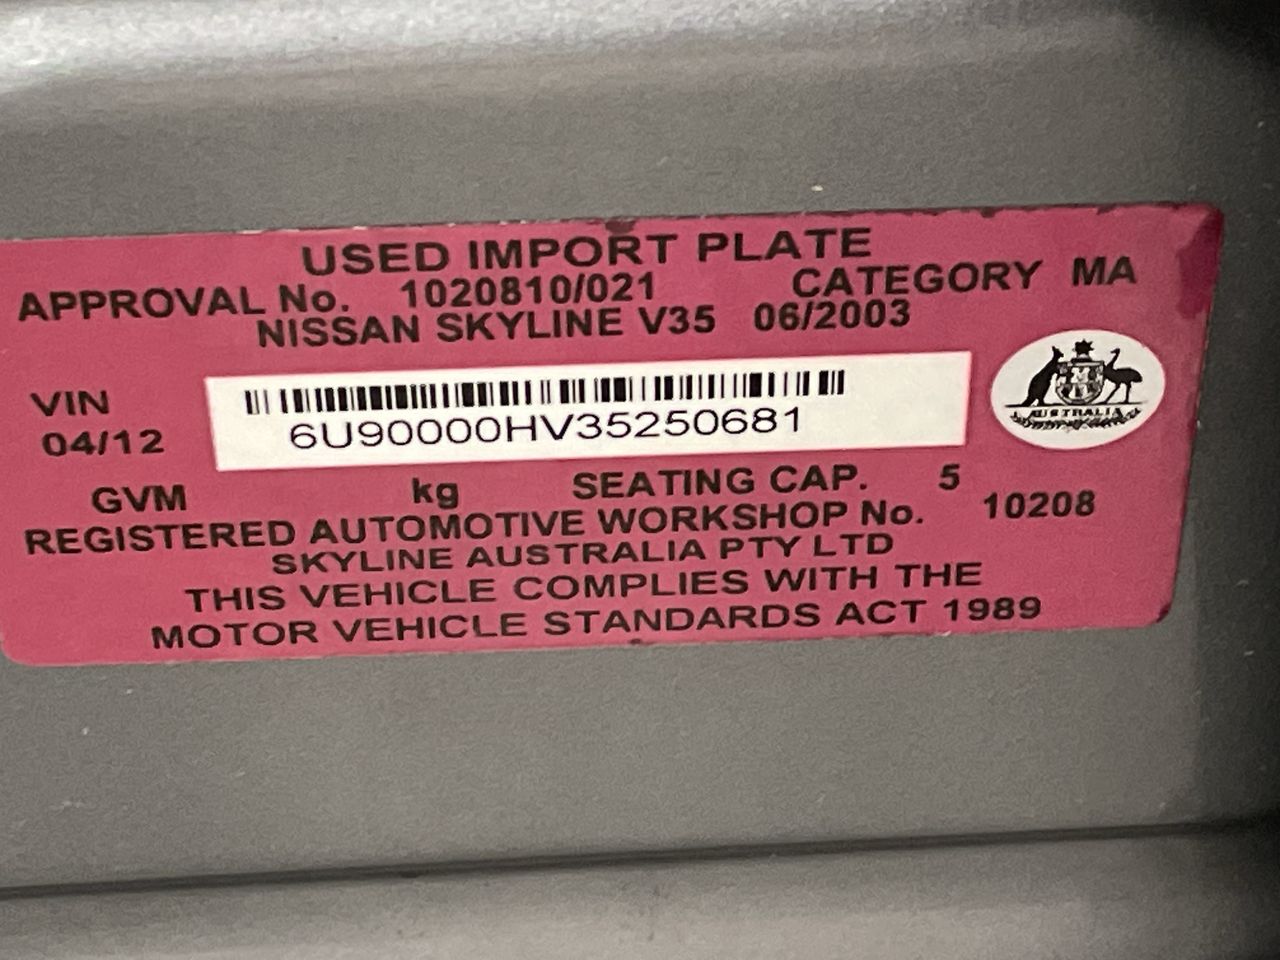 USED IMPORT PLATE
APPROVAL No. 1020810/021 CATEGORY MA
NISSAN SKYLINE V35 06/2003
VIN
04/12
6U90000HV35250681
AUSTRALIA
GVM kg SEATING CAP. 5
REGISTERED AUTOMOTIVE WORKSHOP No. 10208
SKYLINE AUSTRALIA PTY LTD
THIS VEHICLE COMPLIES WITH THE
MOTOR VEHICLE STANDARDS ACT 1989